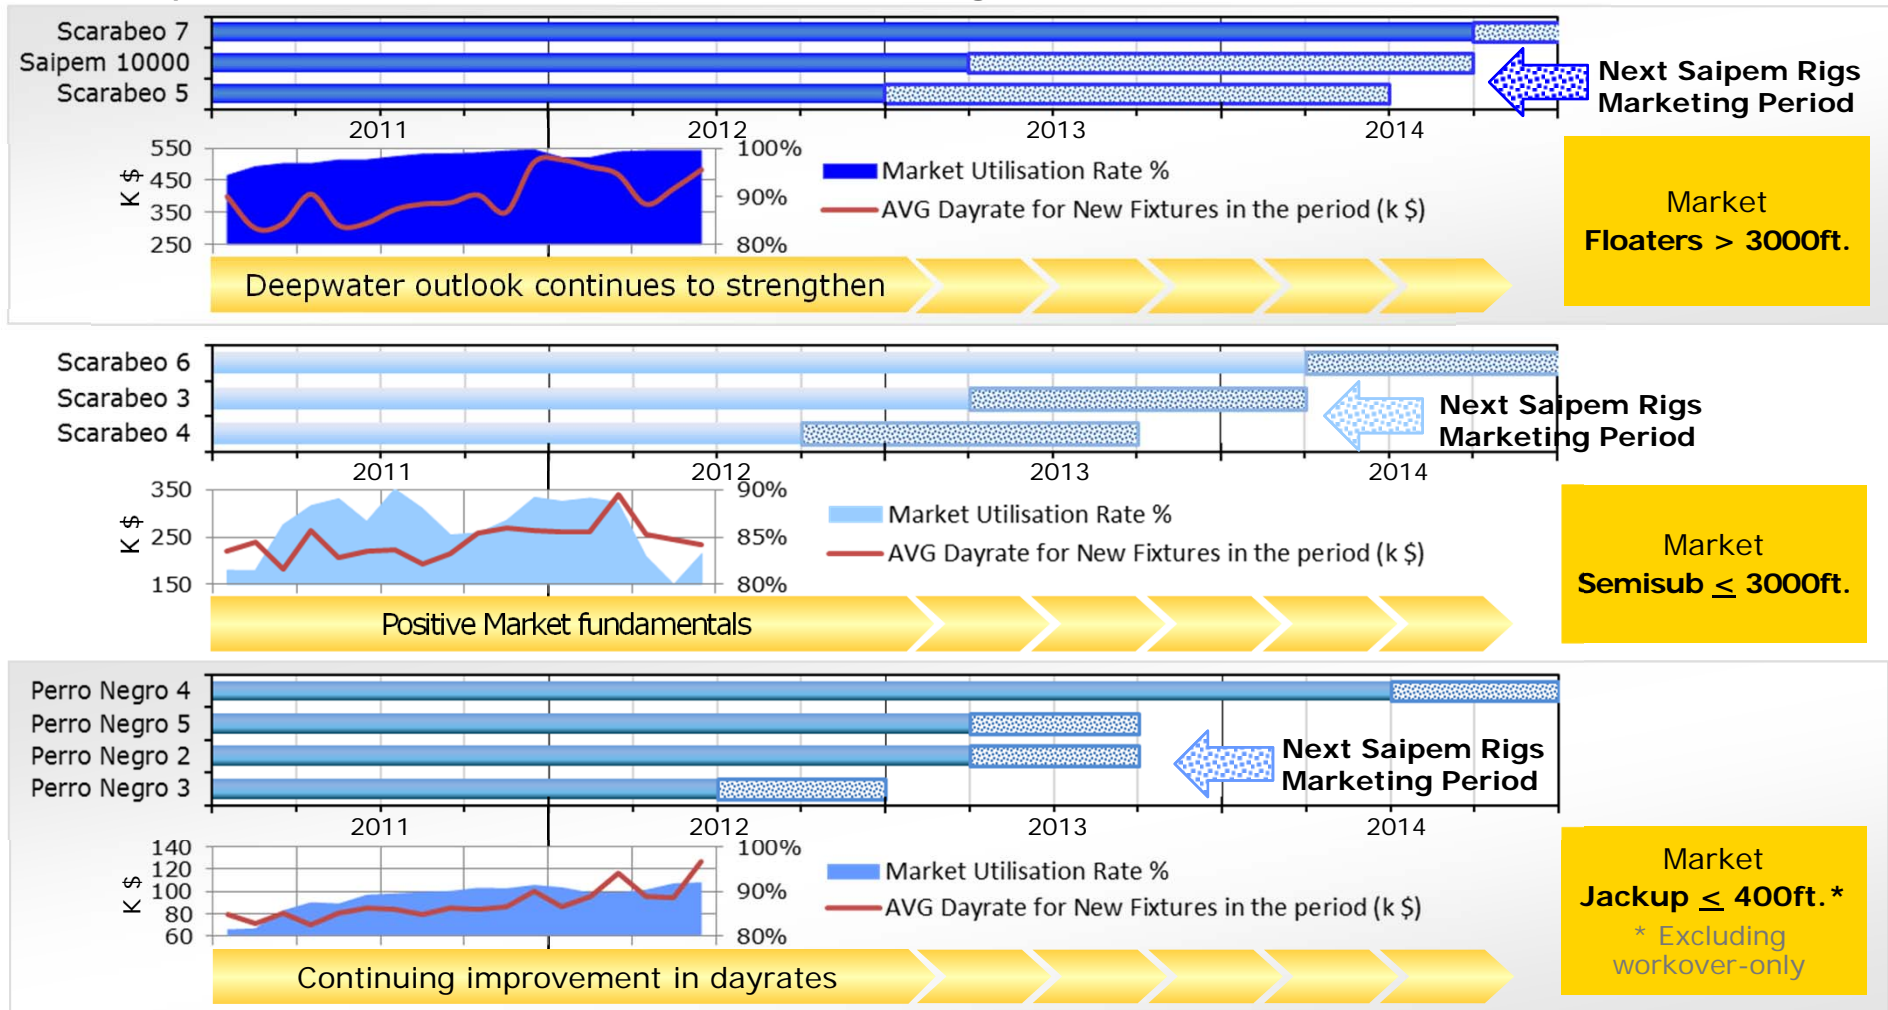 Scarabeo 7
Saipem 10000
Scarabeo 5
Next Saipem Rigs
Marketing Period
2011 2012 2013 2014
550
450
350
250
K $
100%
90%
80%
Market Utilisation Rate %
AVG Dayrate for New Fixtures in the period (k $)
Market
Floaters > 3000ft.
Deepwater outlook continues to strengthen
Scarabeo 6
Scarabeo 3
Scarabeo 4
Next Saipem Rigs
Marketing Period
2011 2012 2013 2014
350
250
150
K $
90%
85%
80%
Market Utilisation Rate %
AVG Dayrate for New Fixtures in the period (k $)
Market
Semisub ≤ 3000ft.
Positive Market fundamentals
Perro Negro 4
Perro Negro 5
Perro Negro 2
Perro Negro 3
Next Saipem Rigs
Marketing Period
2011 2012 2013 2014
140
120
100
80
60
K $
100%
90%
80%
Market Utilisation Rate %
AVG Dayrate for New Fixtures in the period (k $)
Market
Jackup ≤ 400ft.*
* Excluding
workover-only
Continuing improvement in dayrates